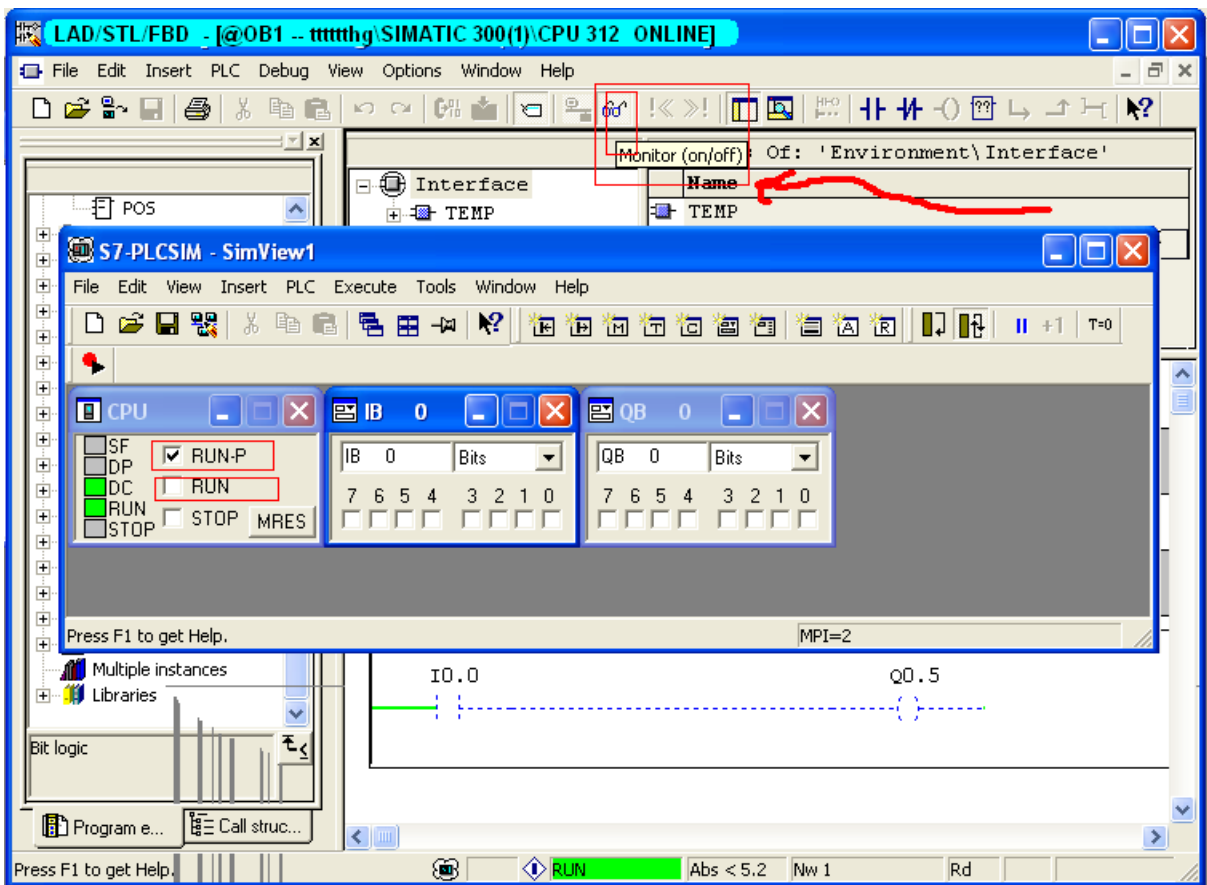 LAD/STL/FBD - [@OB1 -- ttttttthg\SIMATIC 300(1)\CPU 312 ONLINE]
File Edit Insert PLC Debug View Options Window Help
Monitor (on/off)
Of: 'Environment\Interface'
Interface
TEMP
Name
TEMP
POS
S7-PLCSIM - SimView1
File Edit View Insert PLC Execute Tools Window Help
+1 T=0
CPU
SF
DP
DC
RUN
STOP
RUN-P
RUN
STOP
MRES
IB 0
IB 0 Bits
7 6 5 4 3 2 1 0
QB 0
QB 0 Bits
7 6 5 4 3 2 1 0
Press F1 to get Help.
MPI=2
Multiple instances
Libraries
I0.0 Q0.5
Bit logic
Program e... Call struc...
Press F1 to get Help.
RUN
Abs < 5.2
Nw 1
Rd